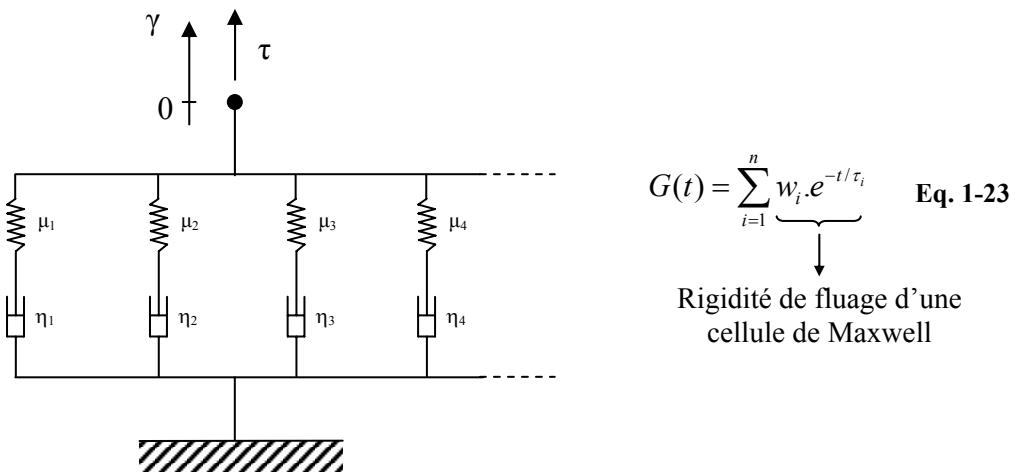 γ
τ
0
μ1 μ2 μ3 μ4
η1 η2 η3 η4
G(t) = ∑_{i=1}^{n} w_i.e^{-t/τ_i} Eq. 1-23
Rigidité de fluage d’une
cellule de Maxwell